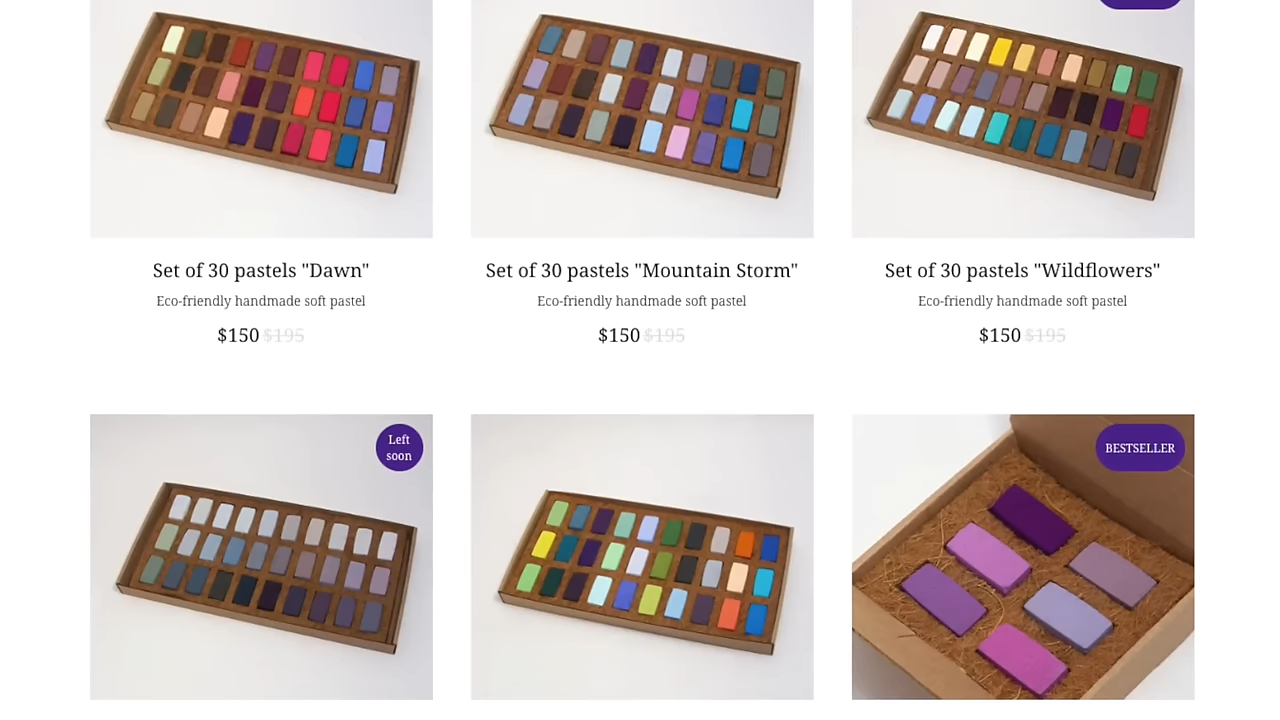 Set of 30 pastels "Dawn"
Eco-friendly handmade soft pastel
$150 $195
Set of 30 pastels "Mountain Storm"
Eco-friendly handmade soft pastel
$150 $195
Set of 30 pastels "Wildflowers"
Eco-friendly handmade soft pastel
$150 $195
Left
soon
BESTSELLER